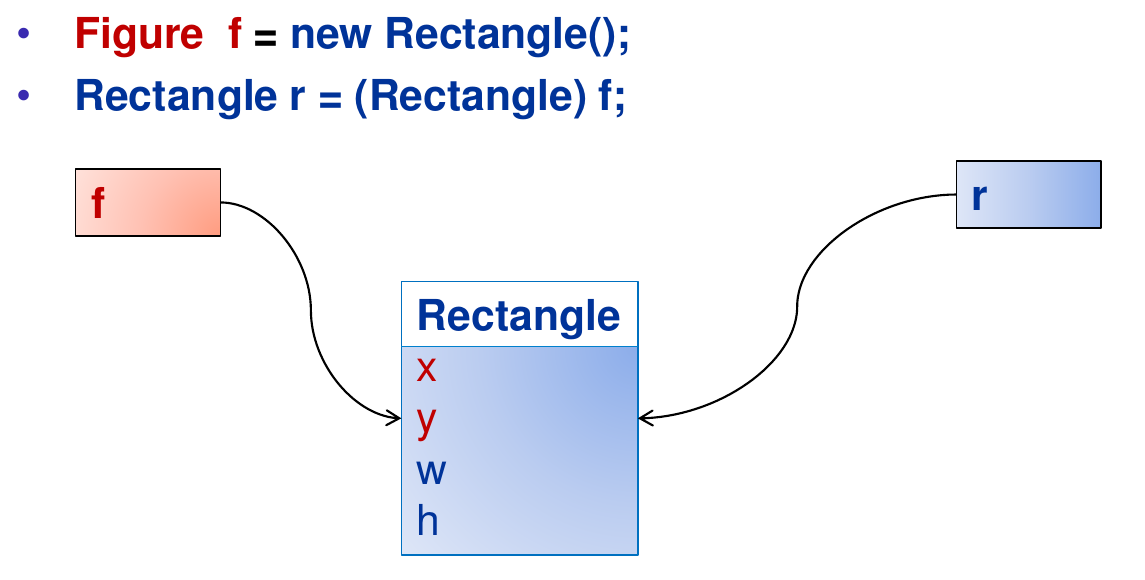 • Figure f = new Rectangle();
• Rectangle r = (Rectangle) f;
f
r
Rectangle
x
y
w
h